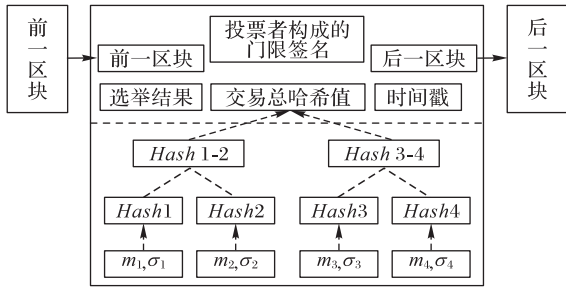 前一区块
投票者构成的
门限签名
前一区块
后一区块
后一区块
选举结果
交易总哈希值
时间戳
Hash 1-2
Hash 3-4
Hash1
Hash2
Hash3
Hash4
m₁,σ₁
m₂,σ₂
m₃,σ₃
m₄,σ₄